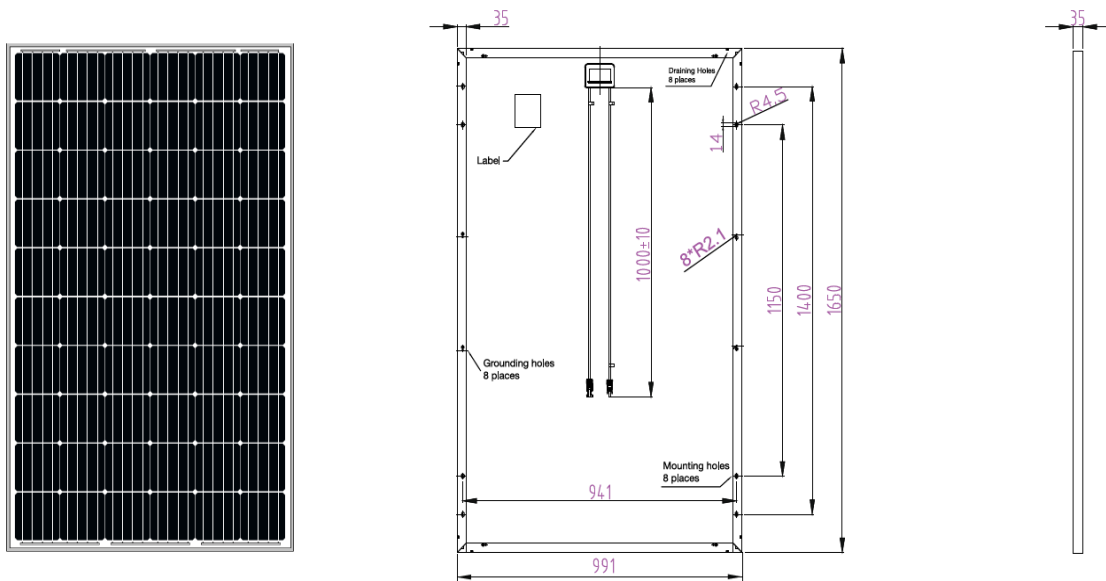 35
35
Draining Holes
8 places
R4.5
14
Label
1000±10
8*R2.1
1150
1400
1650
Grounding holes
8 places
Mounting holes
8 places
941
991